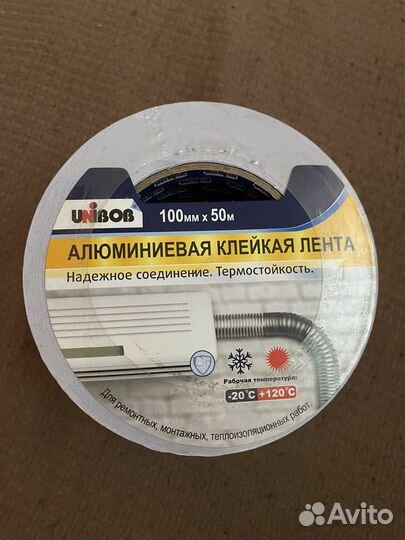 UNIBOB
100мм x 50м
АЛЮМИНИЕВАЯ КЛЕЙКАЯ ЛЕНТА
Надежное соединение. Термостойкость.
Рабочая температура:
-20°C +120°C
Для ремонтных, монтажных, теплоизоляционных работ.
Avito